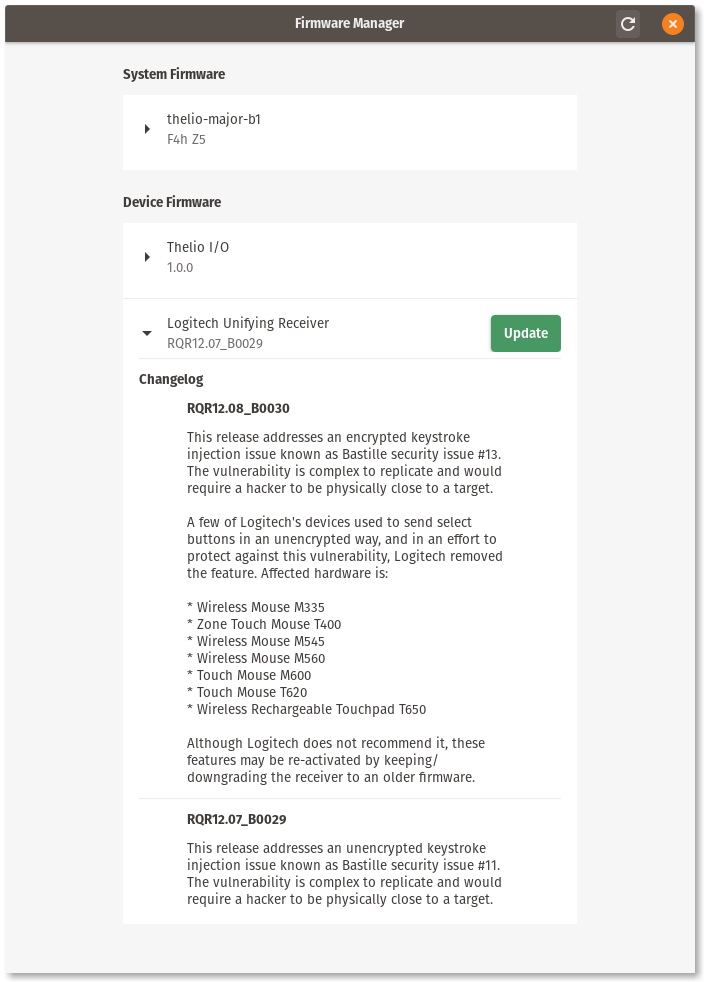 Firmware Manager
System Firmware
thelio-major-b1
F4h Z5
Device Firmware
Thelio I/O
1.0.0
Logitech Unifying Receiver
RQR12.07_B0029
Update
Changelog
RQR12.08_B0030
This release addresses an encrypted keystroke
injection issue known as Bastille security issue #13.
The vulnerability is complex to replicate and would
require a hacker to be physically close to a target.
A few of Logitech's devices used to send select
buttons in an unencrypted way, and in an effort to
protect against this vulnerability, Logitech removed
the feature. Affected hardware is:
* Wireless Mouse M335
* Zone Touch Mouse T400
* Wireless Mouse M545
* Wireless Mouse M560
* Touch Mouse M600
* Touch Mouse T620
* Wireless Rechargeable Touchpad T650
Although Logitech does not recommend it, these
features may be re-activated by keeping/
downgrading the receiver to an older firmware.
RQR12.07_B0029
This release addresses an unencrypted keystroke
injection issue known as Bastille security issue #11.
The vulnerability is complex to replicate and would
require a hacker to be physically close to a target.